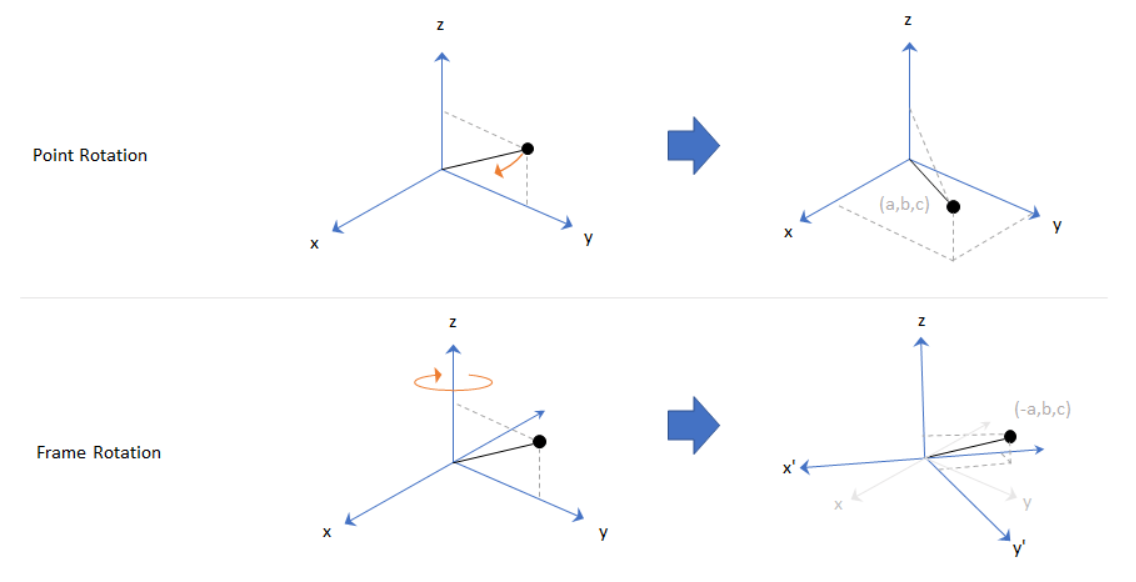 z
z
Point Rotation
(a,b,c)
x
y
x
y
z
z
(-a,b,c)
Frame Rotation
x'
x
y
x
y
y'